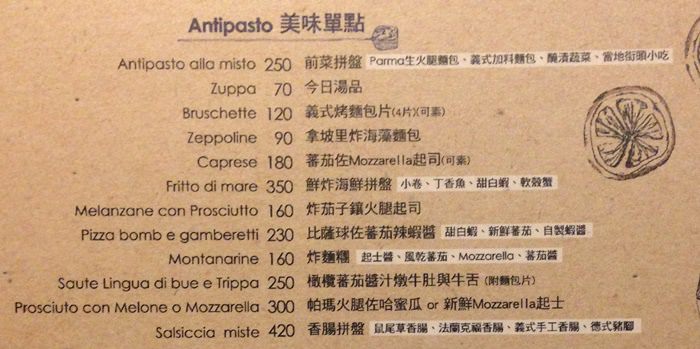 Antipasto 美味單點
Antipasto alla misto 250 前菜拼盤 Parma生火腿麵包、義式加料麵包、醃漬蔬菜、當地街頭小吃
Zuppa 70 今日湯品
Bruschette 120 義式烤麵包片(4片)(可素)
Zeppoline 90 拿坡里炸海藻麵包
Caprese 180 蕃茄佐Mozzarella起司(可素)
Fritto di mare 350 鮮炸海鮮拼盤 小卷、丁香魚、甜白蝦、軟殼蟹
Melanzane con Prosciutto 160 炸茄子鑲火腿起司
Pizza bomb e gamberetti 230 比薩球佐蕃茄辣蝦醬 甜白蝦、新鮮蕃茄、自製蝦醬
Montanarine 160 炸麵糰 起士醬、風乾蕃茄、Mozzarella、蕃茄醬
Saute Lingua di bue e Trippa 250 橄欖蕃茄醬汁燉牛肚與牛舌 (附麵包片)
Prosciutto con Melone o Mozzarella 300 帕瑪火腿佐哈蜜瓜 or 新鮮Mozzarella起士
Salsiccia miste 420 香腸拼盤 鼠尾草香腸、法蘭克福香腸、義式手工香腸、德式豬腳